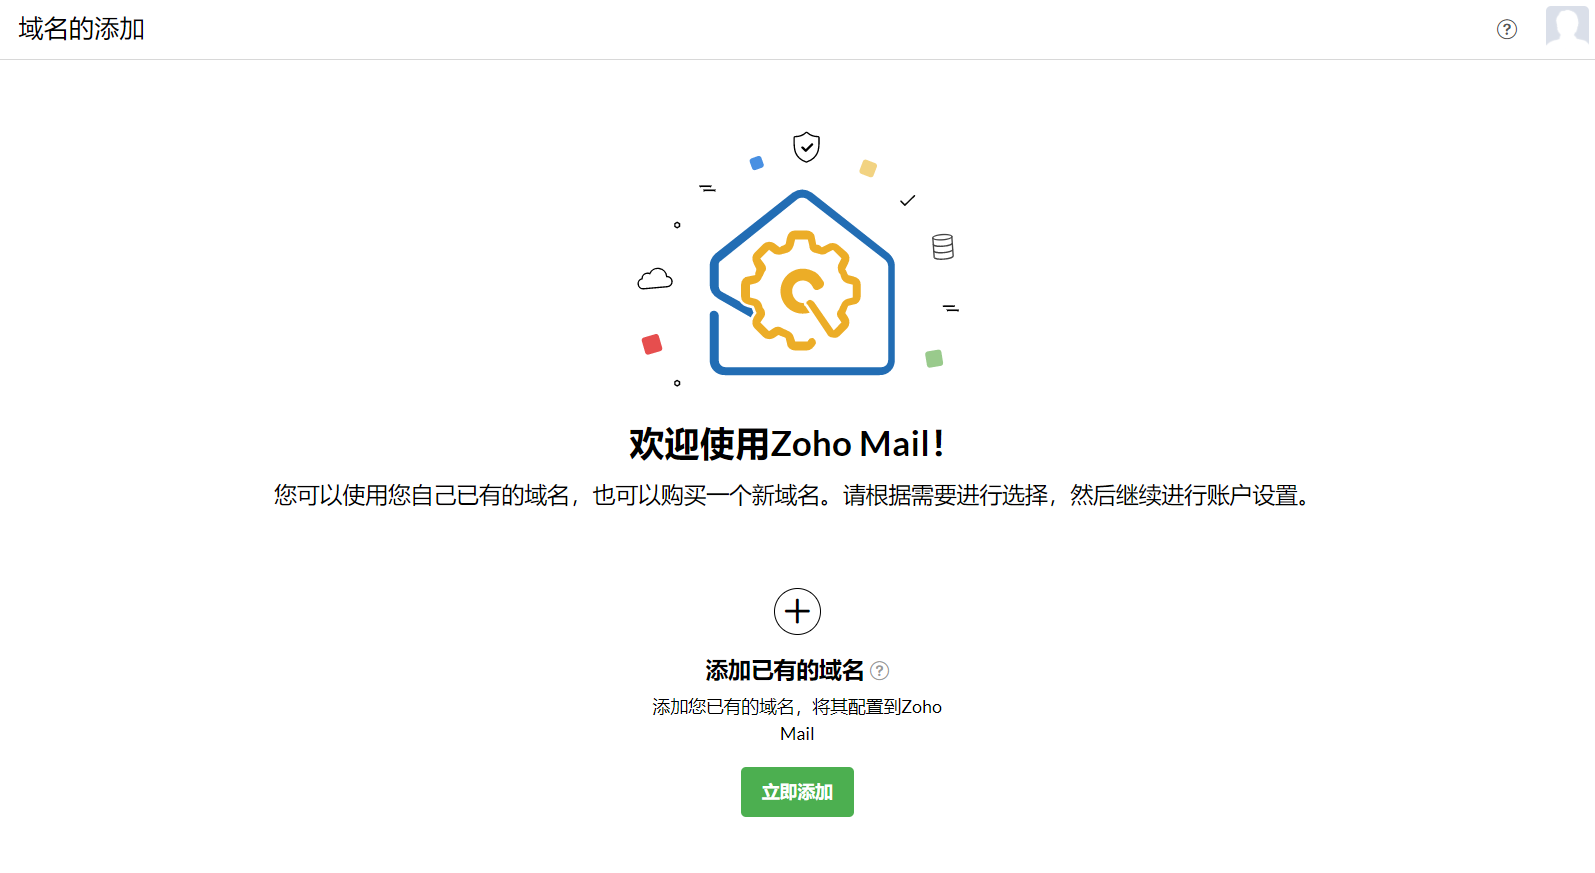 域名的添加
?
欢迎使用Zoho Mail！
您可以使用您自己已有的域名，也可以购买一个新域名。请根据需要进行选择，然后继续进行账户设置。
添加已有的域名 ?
添加您已有的域名，将其配置到Zoho
Mail
立即添加